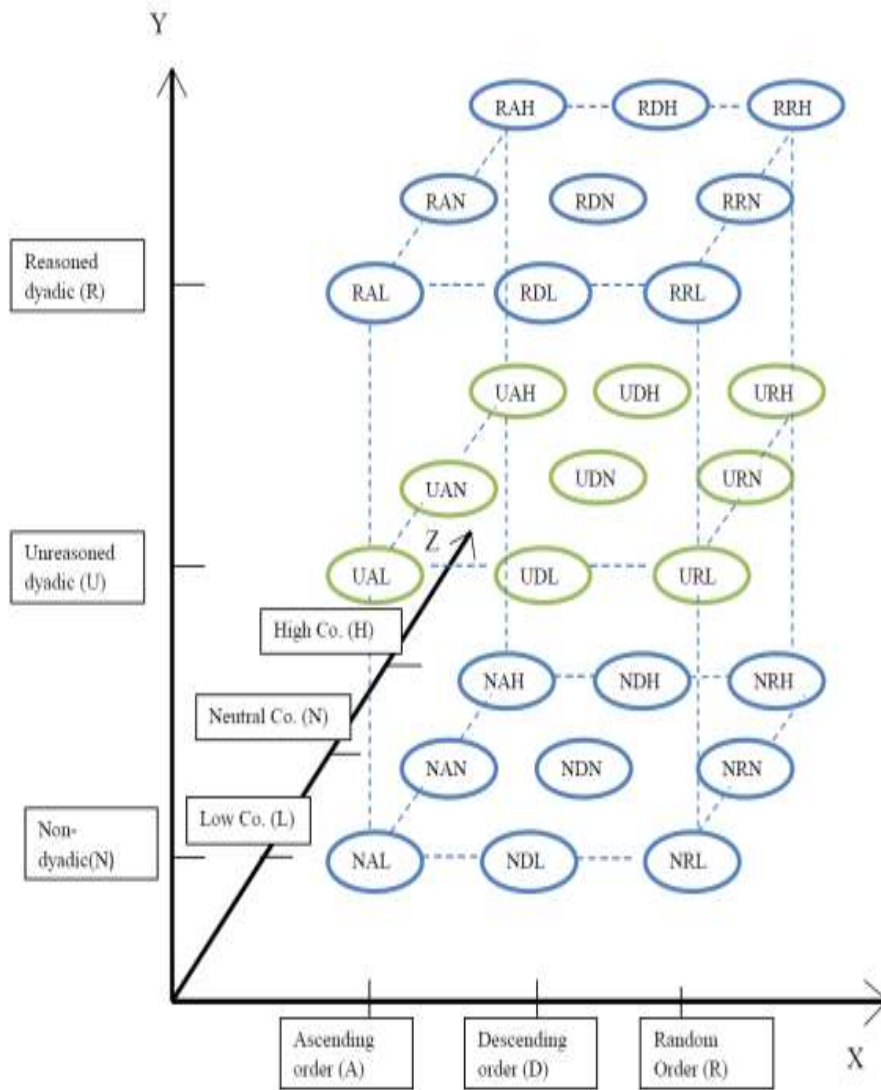 Y
RAH RDH RRH
RAN RDN RRN
Reasoned
dyadic (R)
RAL RDL RRL
UAH UDH URH
UAN UDN URN
Z
Unreasoned
dyadic (U)
UAL UDL URL
High Co. (H)
NAH NDH NRH
Neutral Co. (N)
NAN NDN NRN
Low Co. (L)
Non-
dyadic(N)
NAL NDL NRL
Ascending
order (A)
Descending
order (D)
Random
Order (R)
X